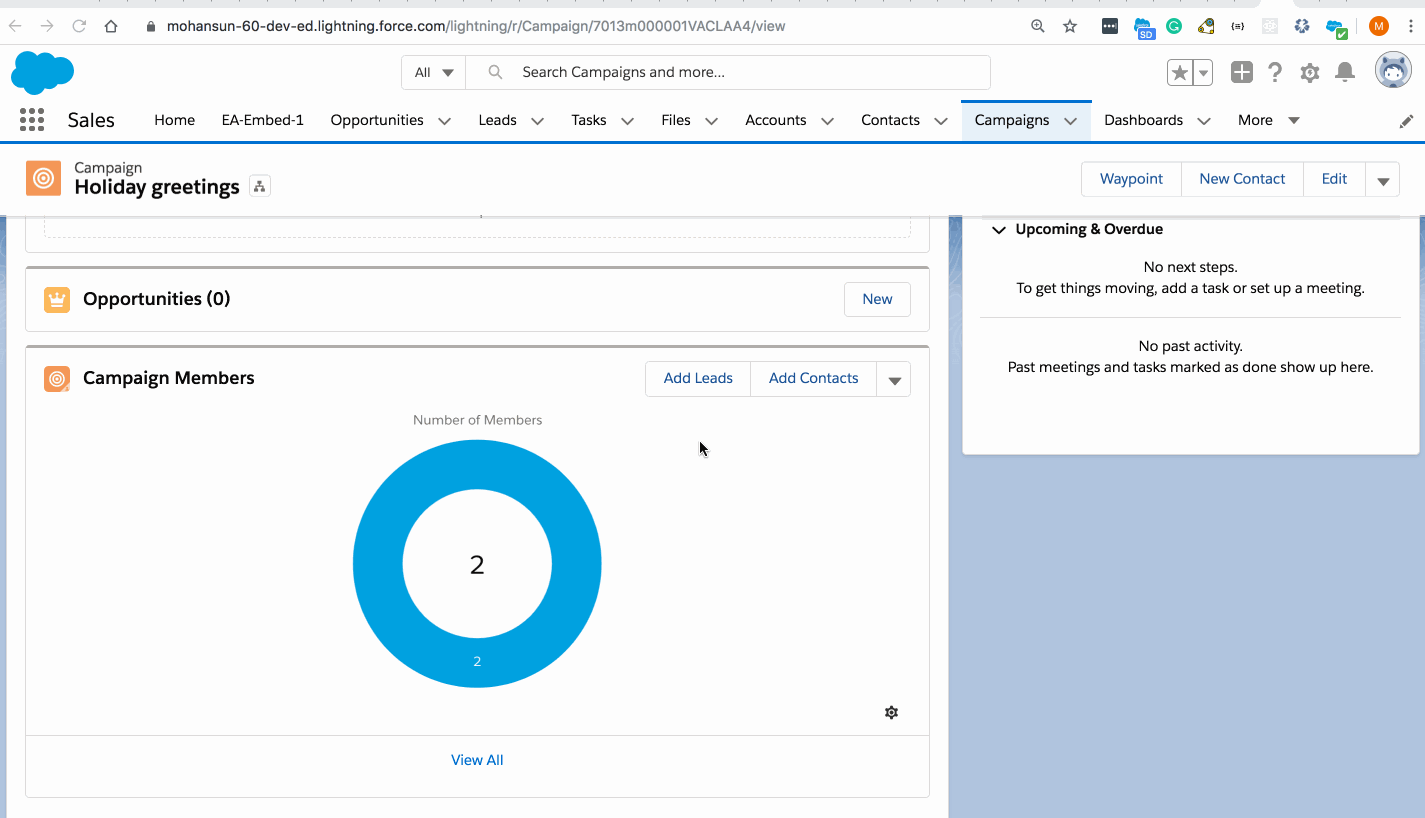 mohansun-60-dev-ed.lightning.force.com/lightning/r/Campaign/7013m000001VACLAA4/view
SD
{=}
M
All
Search Campaigns and more...
Sales
Home
EA-Embed-1
Opportunities
Leads
Tasks
Files
Accounts
Contacts
Campaigns
Dashboards
More
Campaign
Holiday greetings
Waypoint
New Contact
Edit
Upcoming & Overdue
No next steps.
To get things moving, add a task or set up a meeting.
No past activity.
Past meetings and tasks marked as done show up here.
Opportunities (0)
New
Campaign Members
Add Leads
Add Contacts
Number of Members
2
2
View All